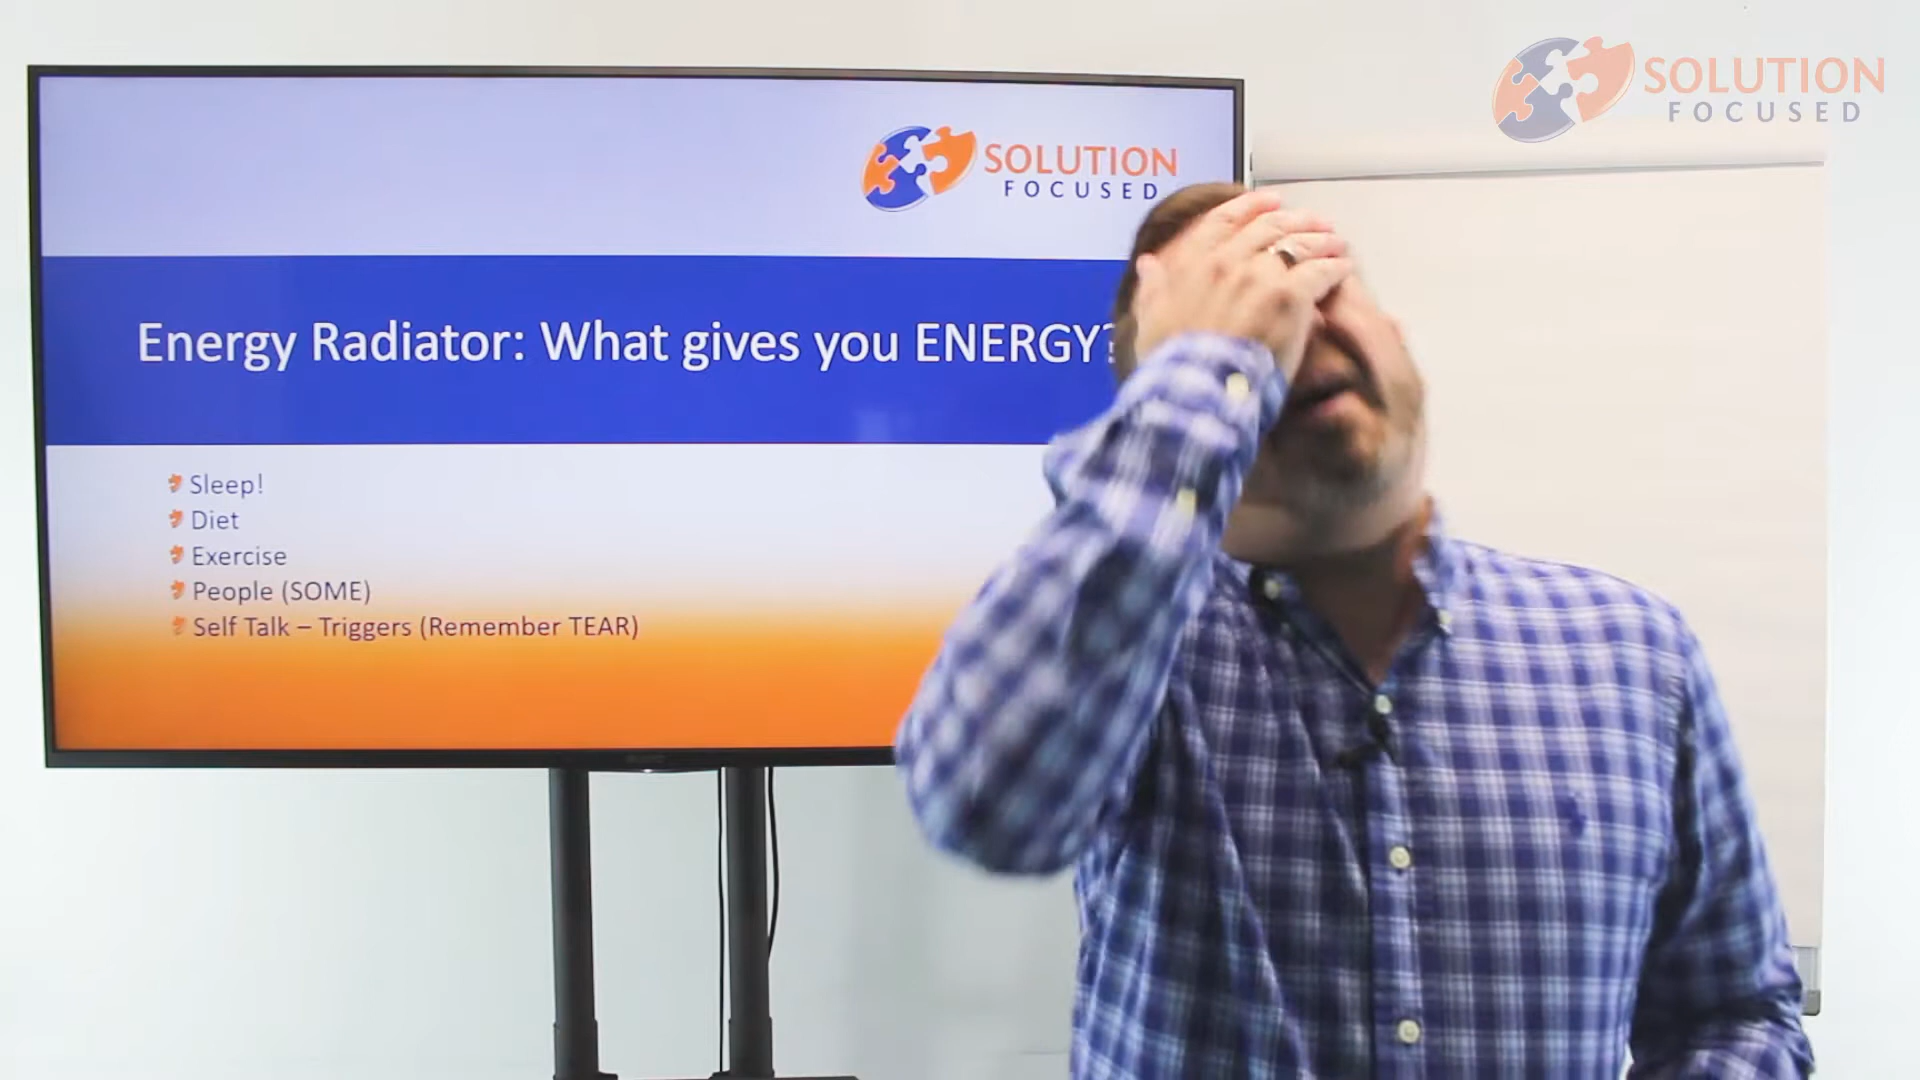 SOLUTION
FOCUSED
SOLUTION
FOCUSED
Energy Radiator: What gives you ENERGY?
Sleep!
Diet
Exercise
People (SOME)
Self Talk – Triggers (Remember TEAR)